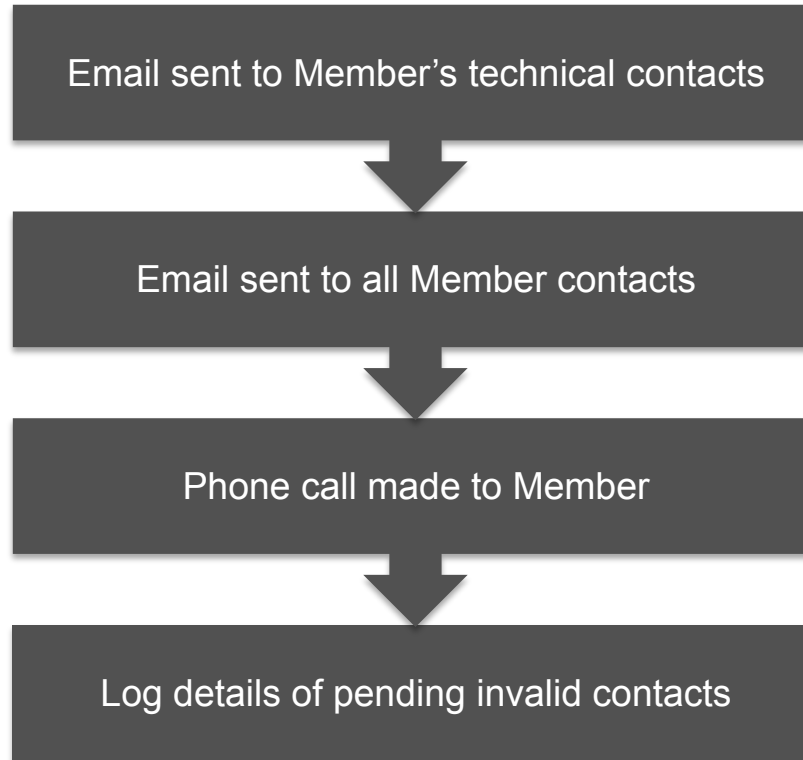 Email sent to Member’s technical contacts
Email sent to all Member contacts
Phone call made to Member
Log details of pending invalid contacts